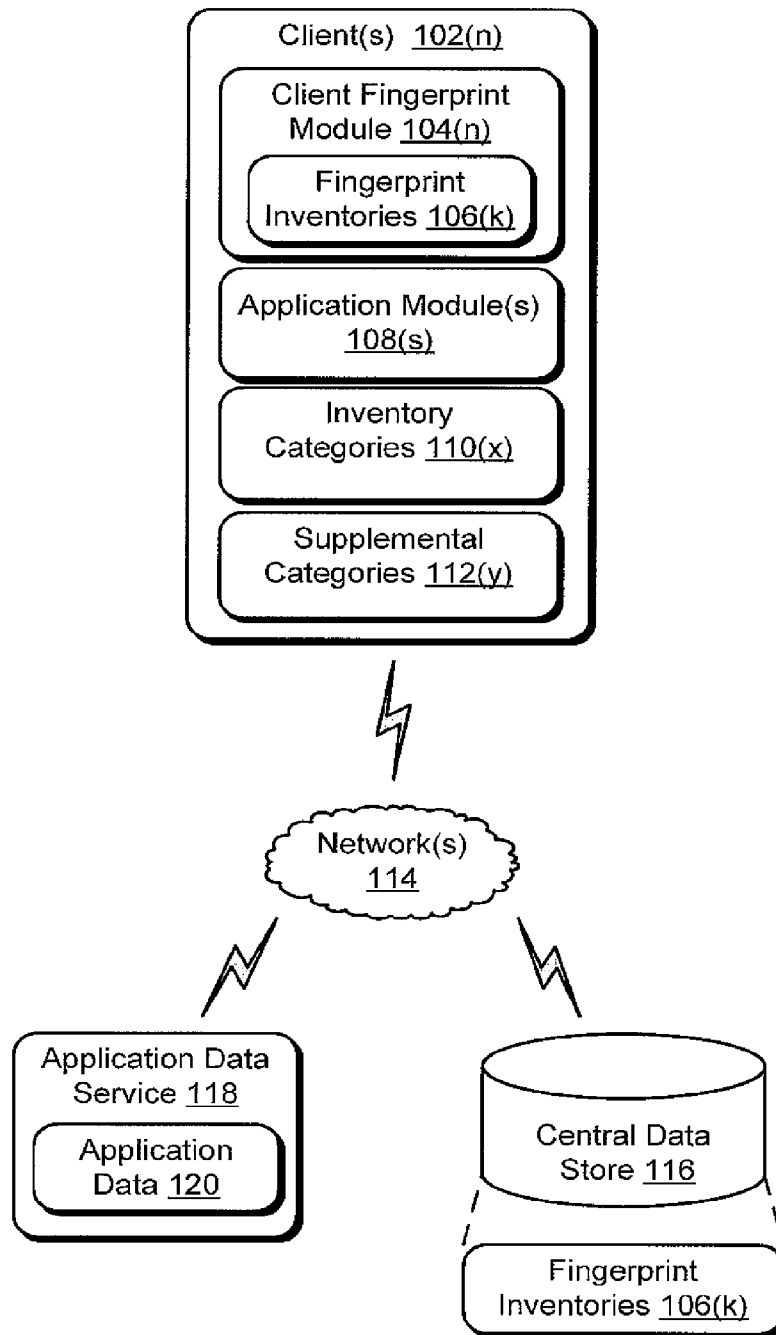 Client(s) 102(n)
Client Fingerprint
Module 104(n)
Fingerprint
Inventories 106(k)
Application Module(s)
108(s)
Inventory
Categories 110(x)
Supplemental
Categories 112(y)
Network(s)
114
Application Data
Service 118
Application
Data 120
Central Data
Store 116
Fingerprint
Inventories 106(k)